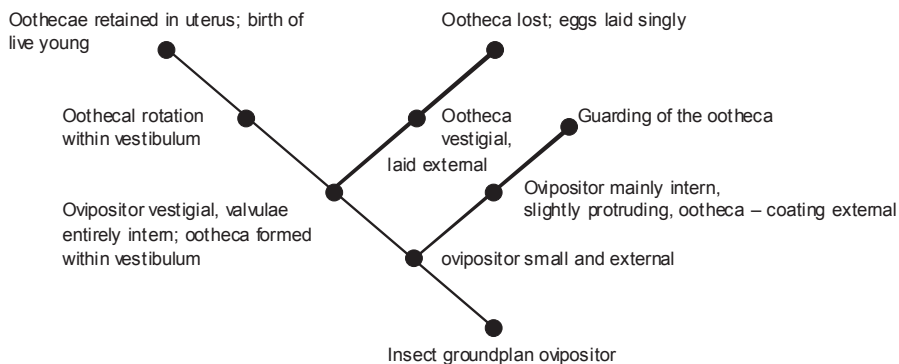 Oothecae retained in uterus; birth of
live young
Ootheca lost; eggs laid singly
Oothecal rotation
within vestibulum
Ootheca
vestigial,
laid external
Guarding of the ootheca
Ovipositor vestigial, valvulae
entirely intern; ootheca formed
within vestibulum
Ovipositor mainly intern,
slightly protruding, ootheca – coating external
ovipositor small and external
Insect groundplan ovipositor